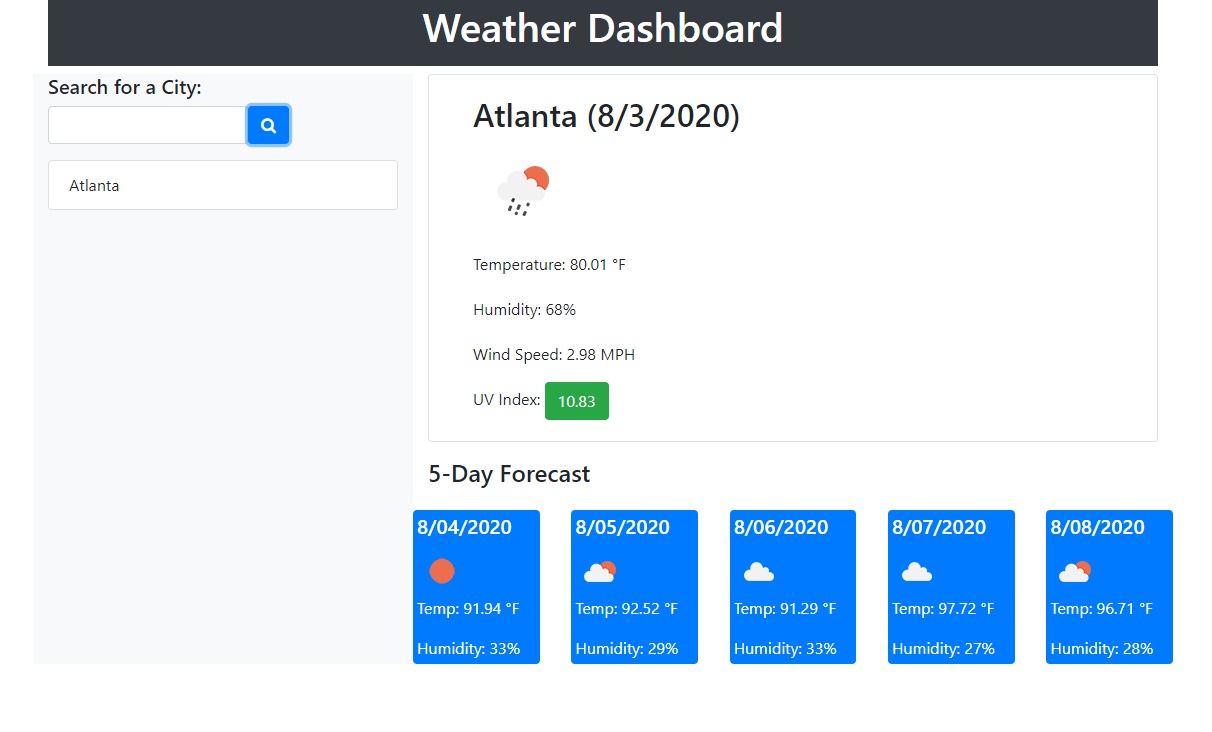 Weather Dashboard
Search for a City:
Atlanta
Atlanta (8/3/2020)
Temperature: 80.01 °F
Humidity: 68%
Wind Speed: 2.98 MPH
UV Index: 10.83
5-Day Forecast
8/04/2020
Temp: 91.94 °F
Humidity: 33%
8/05/2020
Temp: 92.52 °F
Humidity: 29%
8/06/2020
Temp: 91.29 °F
Humidity: 33%
8/07/2020
Temp: 97.72 °F
Humidity: 27%
8/08/2020
Temp: 96.71 °F
Humidity: 28%